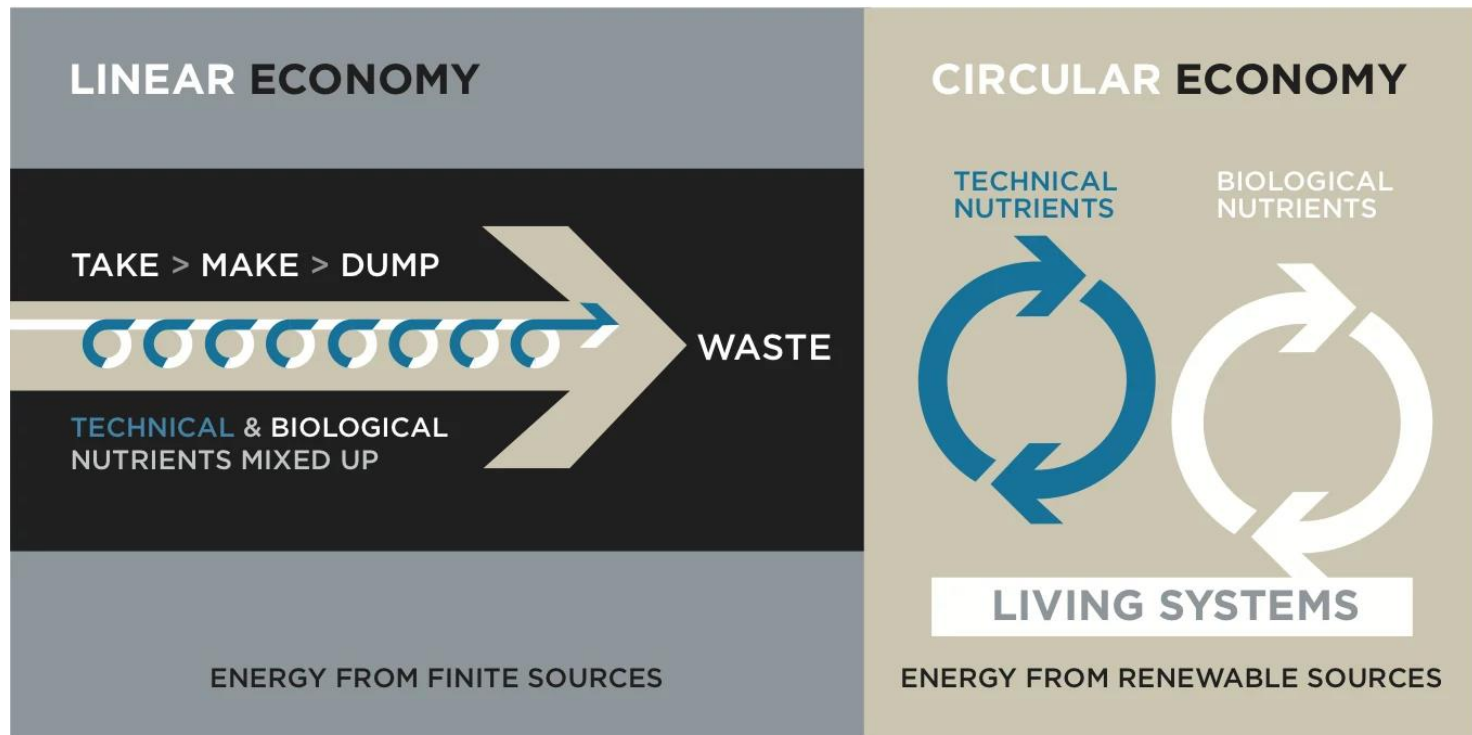 LINEAR ECONOMY
TAKE > MAKE > DUMP
WASTE
TECHNICAL & BIOLOGICAL
NUTRIENTS MIXED UP
ENERGY FROM FINITE SOURCES
CIRCULAR ECONOMY
TECHNICAL
NUTRIENTS
BIOLOGICAL
NUTRIENTS
LIVING SYSTEMS
ENERGY FROM RENEWABLE SOURCES